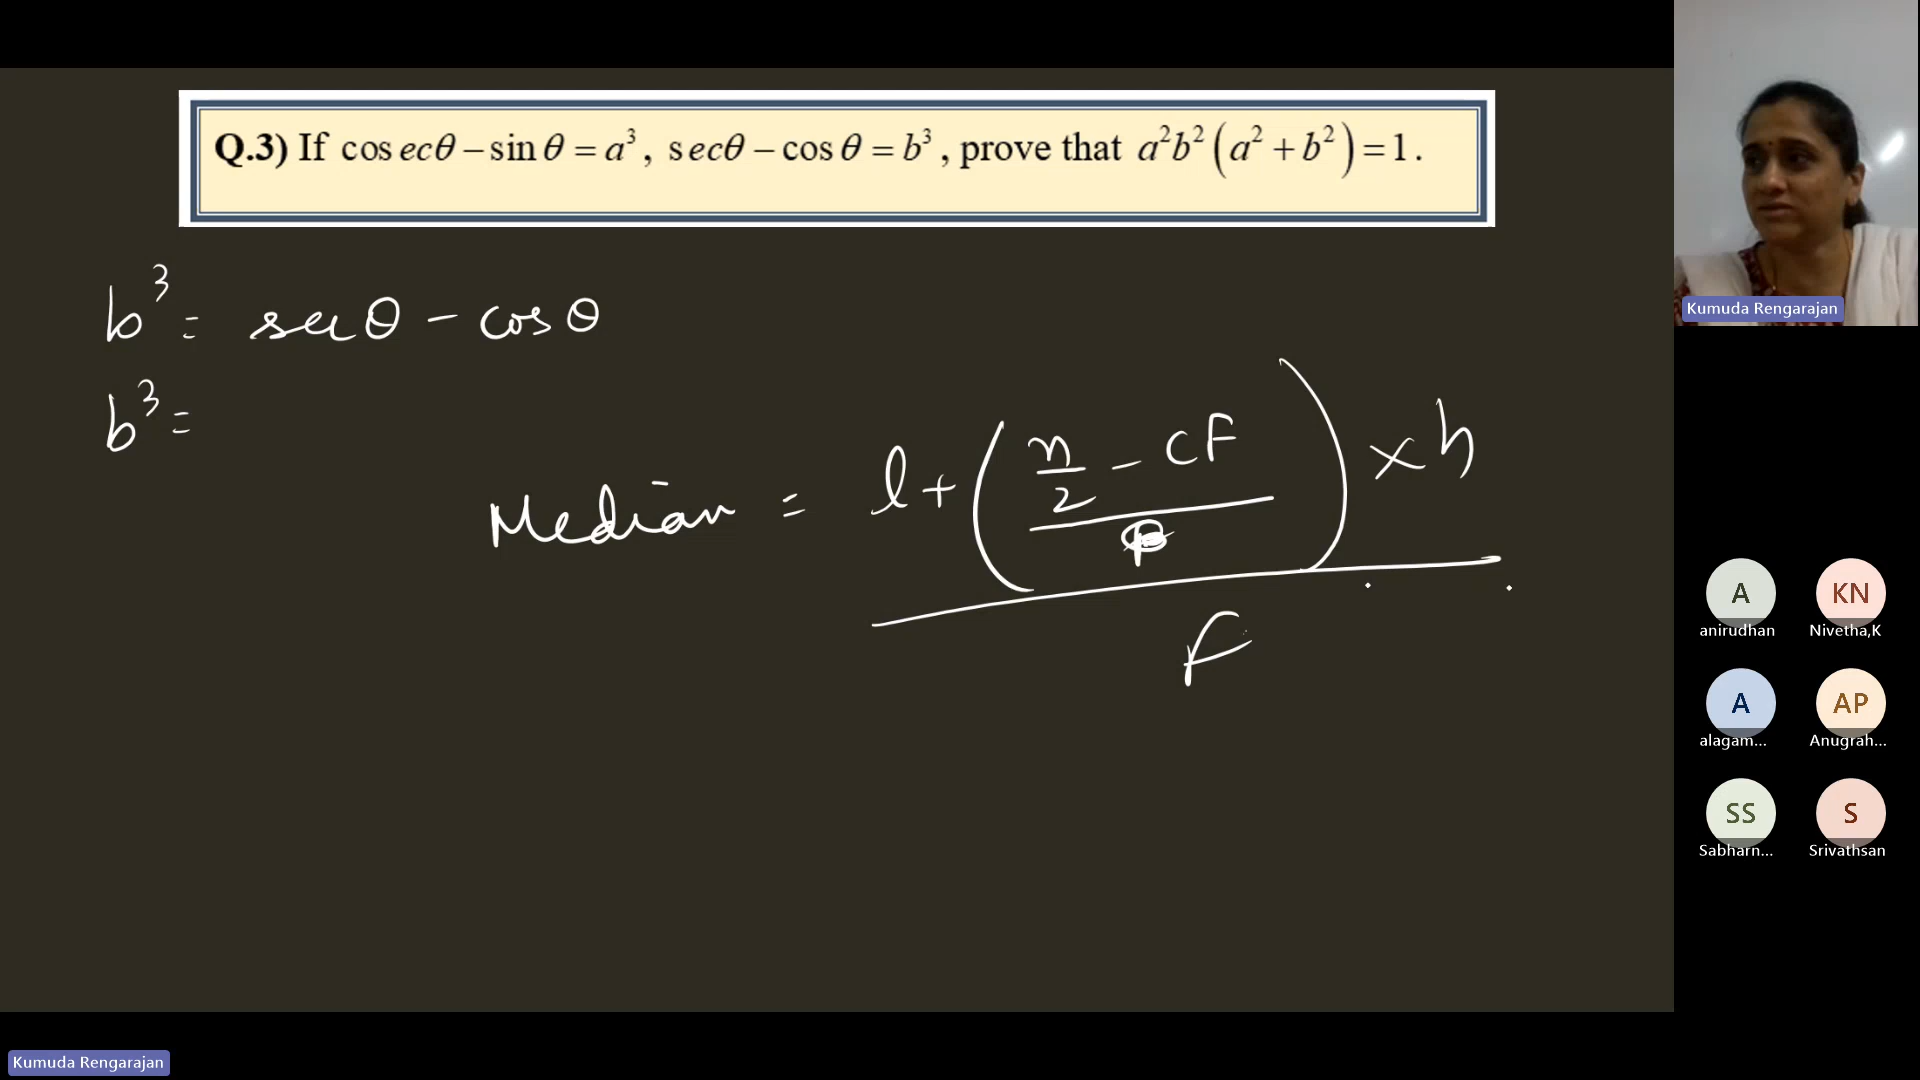 Q.3) If cosecθ − sinθ = a³, secθ − cosθ = b³, prove that a²b²(a² + b²) = 1.
b³ = secθ − cosθ
b³ =
Median = l + ( (n/2 − CF) / ) × h
f
Kumuda Rengarajan
A
KN
anirudhan
Nivetha,K
A
AP
alagam...
Anugrah...
SS
S
Sabharn...
Srivathsan
Kumuda Rengarajan